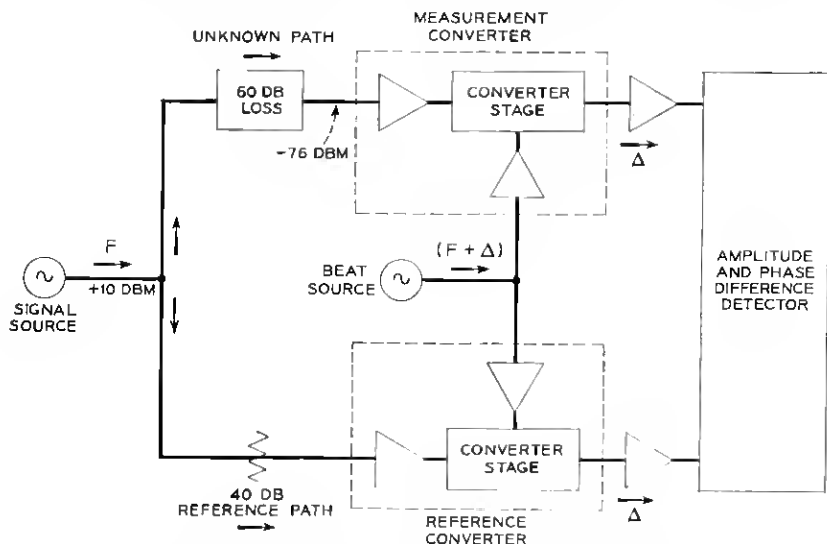 MEASUREMENT
CONVERTER
UNKNOWN PATH
60 DB
LOSS
-76 DBM
CONVERTER
STAGE
Δ
F
+10 DBM
SIGNAL
SOURCE
BEAT
SOURCE
(F + Δ)
AMPLITUDE
AND PHASE
DIFFERENCE
DETECTOR
CONVERTER
STAGE
40 DB
REFERENCE PATH
Δ
REFERENCE
CONVERTER